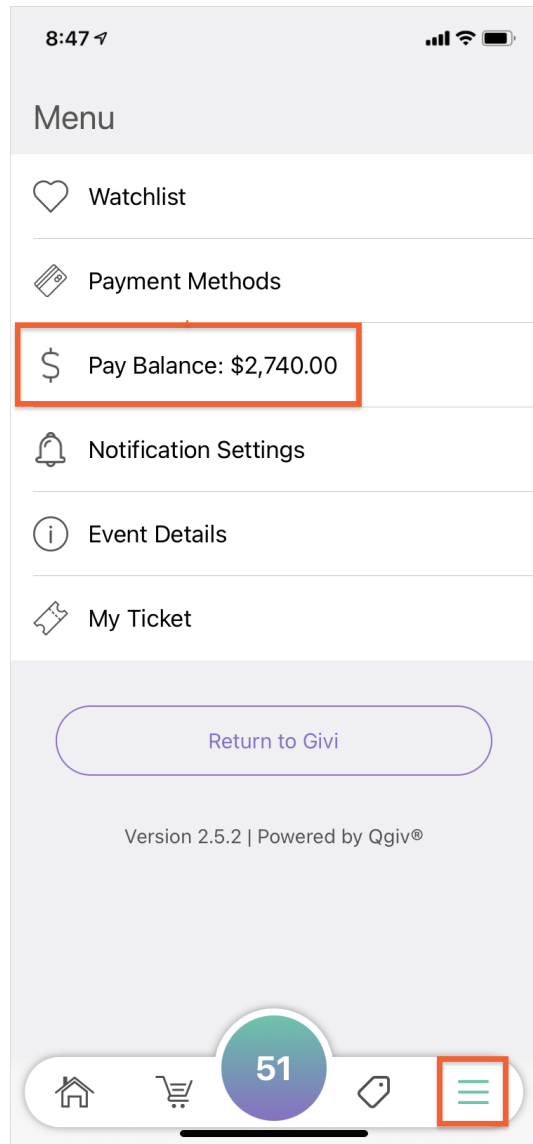 8:47
Menu
Watchlist
Payment Methods
$ Pay Balance: $2,740.00
Notification Settings
i Event Details
My Ticket
Return to Givi
Version 2.5.2 | Powered by Qgiv®
51